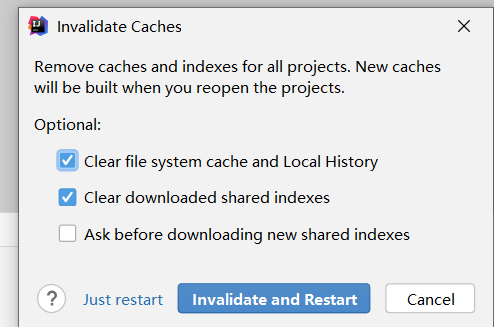 Invalidate Caches
Remove caches and indexes for all projects. New caches
will be built when you reopen the projects.
Optional:
Clear file system cache and Local History
Clear downloaded shared indexes
Ask before downloading new shared indexes
? Just restart Invalidate and Restart Cancel